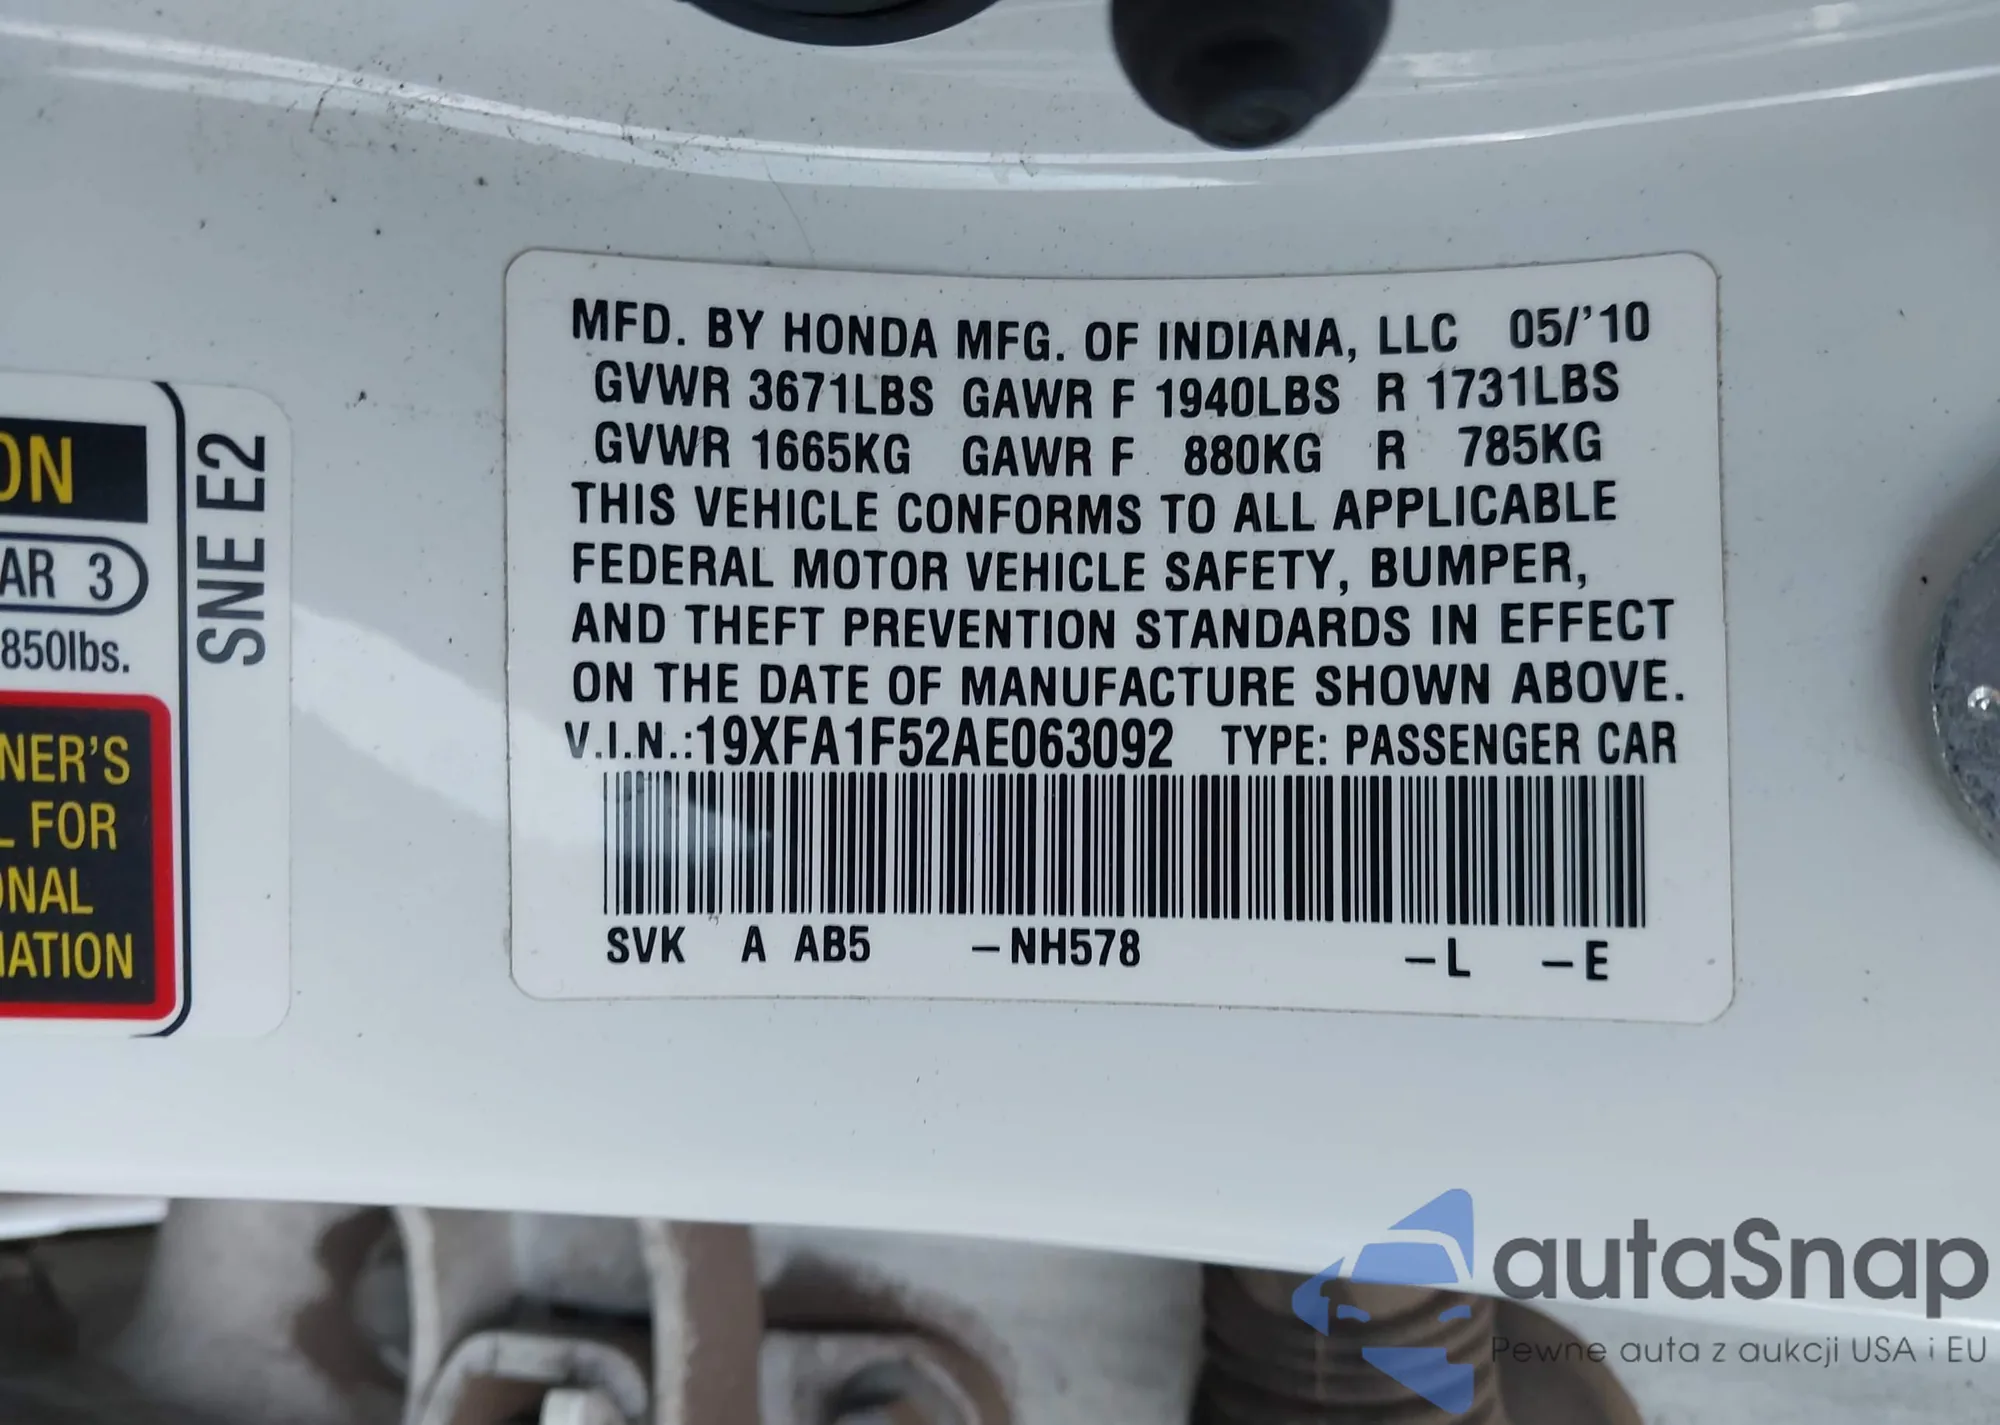 ON
AR 3
850lbs.
NER'S
L FOR
ONAL
MATION
SNE E2
MFD. BY HONDA MFG. OF INDIANA, LLC 05/'10
GVWR 3671LBS GAWR F 1940LBS R 1731LBS
GVWR 1665KG GAWR F 880KG R 785KG
THIS VEHICLE CONFORMS TO ALL APPLICABLE
FEDERAL MOTOR VEHICLE SAFETY, BUMPER,
AND THEFT PREVENTION STANDARDS IN EFFECT
ON THE DATE OF MANUFACTURE SHOWN ABOVE.
V.I.N.:19XFA1F52AE063092 TYPE: PASSENGER CAR
SVK A AB5 –NH578 –L –E
autaSnap
Pewne auta z aukcji USA i EU